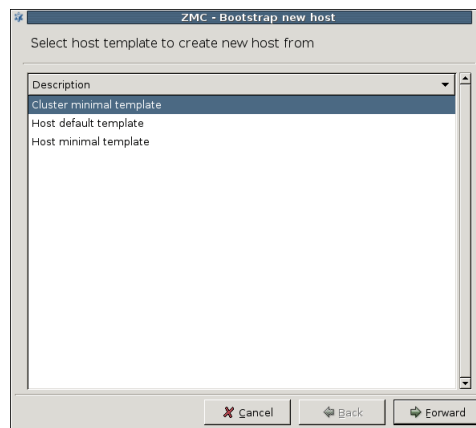 ZMC - Bootstrap new host
Select host template to create new host from
Description
Cluster minimal template
Host default template
Host minimal template
Cancel
Back
Forward